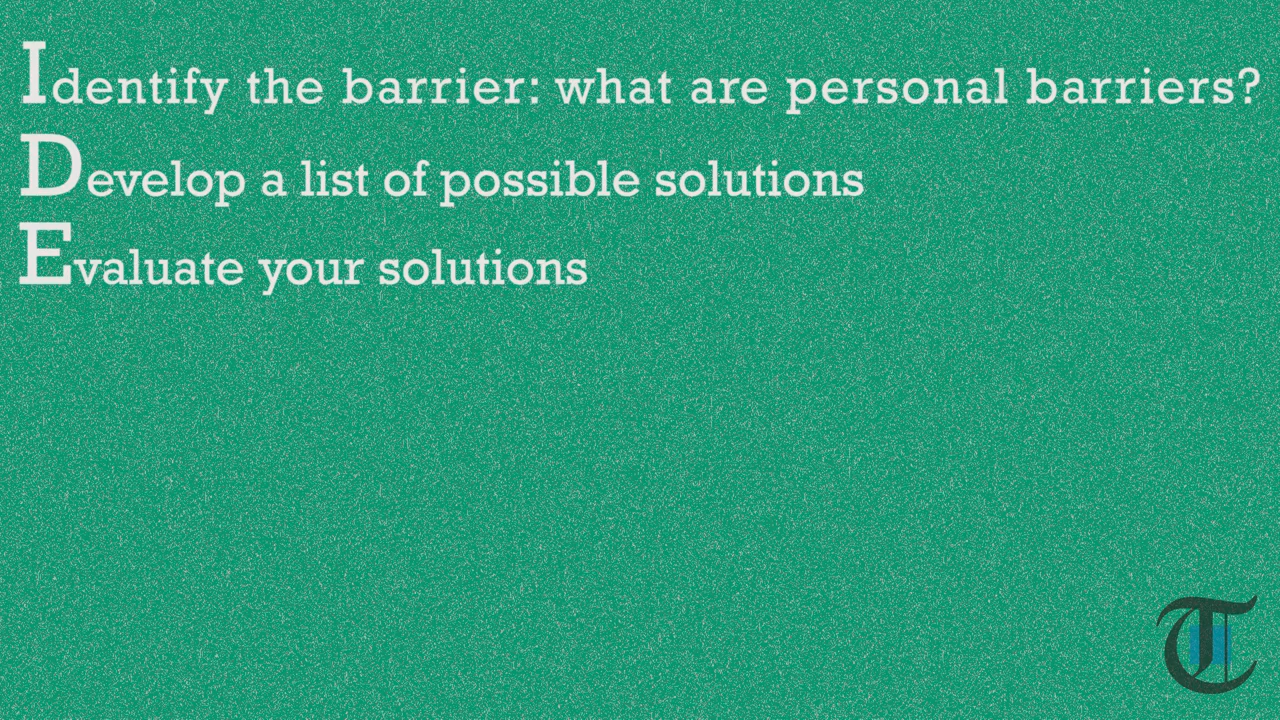 Identify the barrier: what are personal barriers?
Develop a list of possible solutions
Evaluate your solutions
T